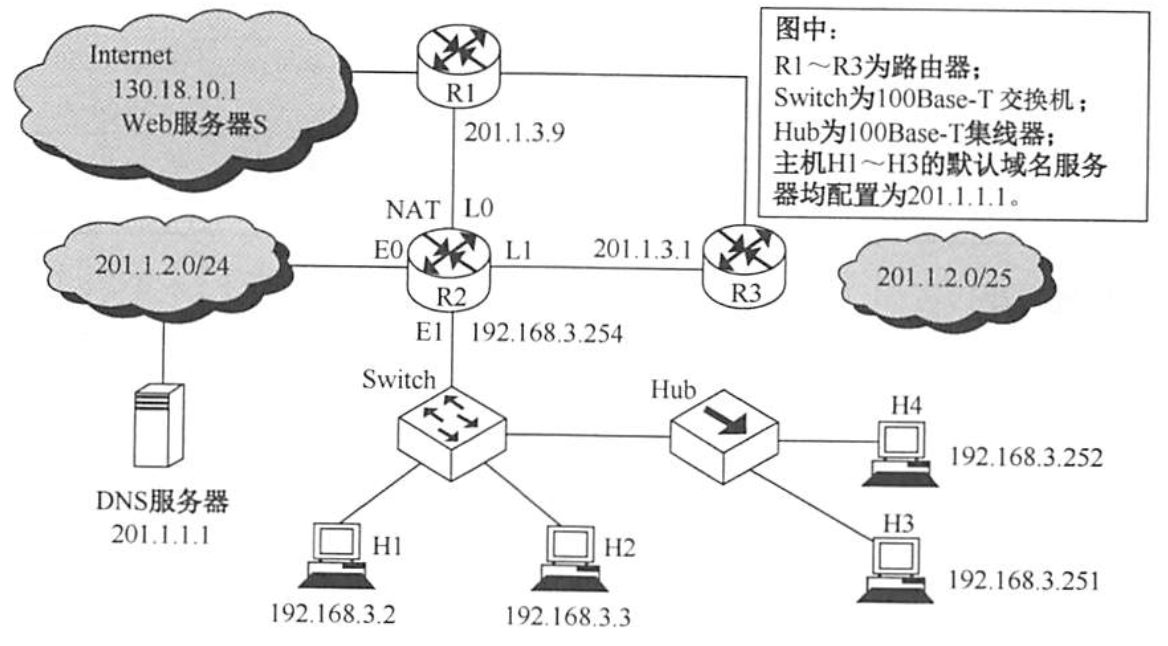 Internet
130.18.10.1
Web服务器S
R1
201.1.3.9
图中:
R1~R3为路由器;
Switch为100Base-T 交换机;
Hub为100Base-T集线器;
主机H1~H3的默认域名服务
器均配置为201.1.1.1。
NAT
L0
201.1.2.0/24
E0
L1
R2
201.1.3.1
R3
201.1.2.0/25
E1
192.168.3.254
Switch
Hub
H4
192.168.3.252
DNS服务器
201.1.1.1
H1
192.168.3.2
H2
192.168.3.3
H3
192.168.3.251